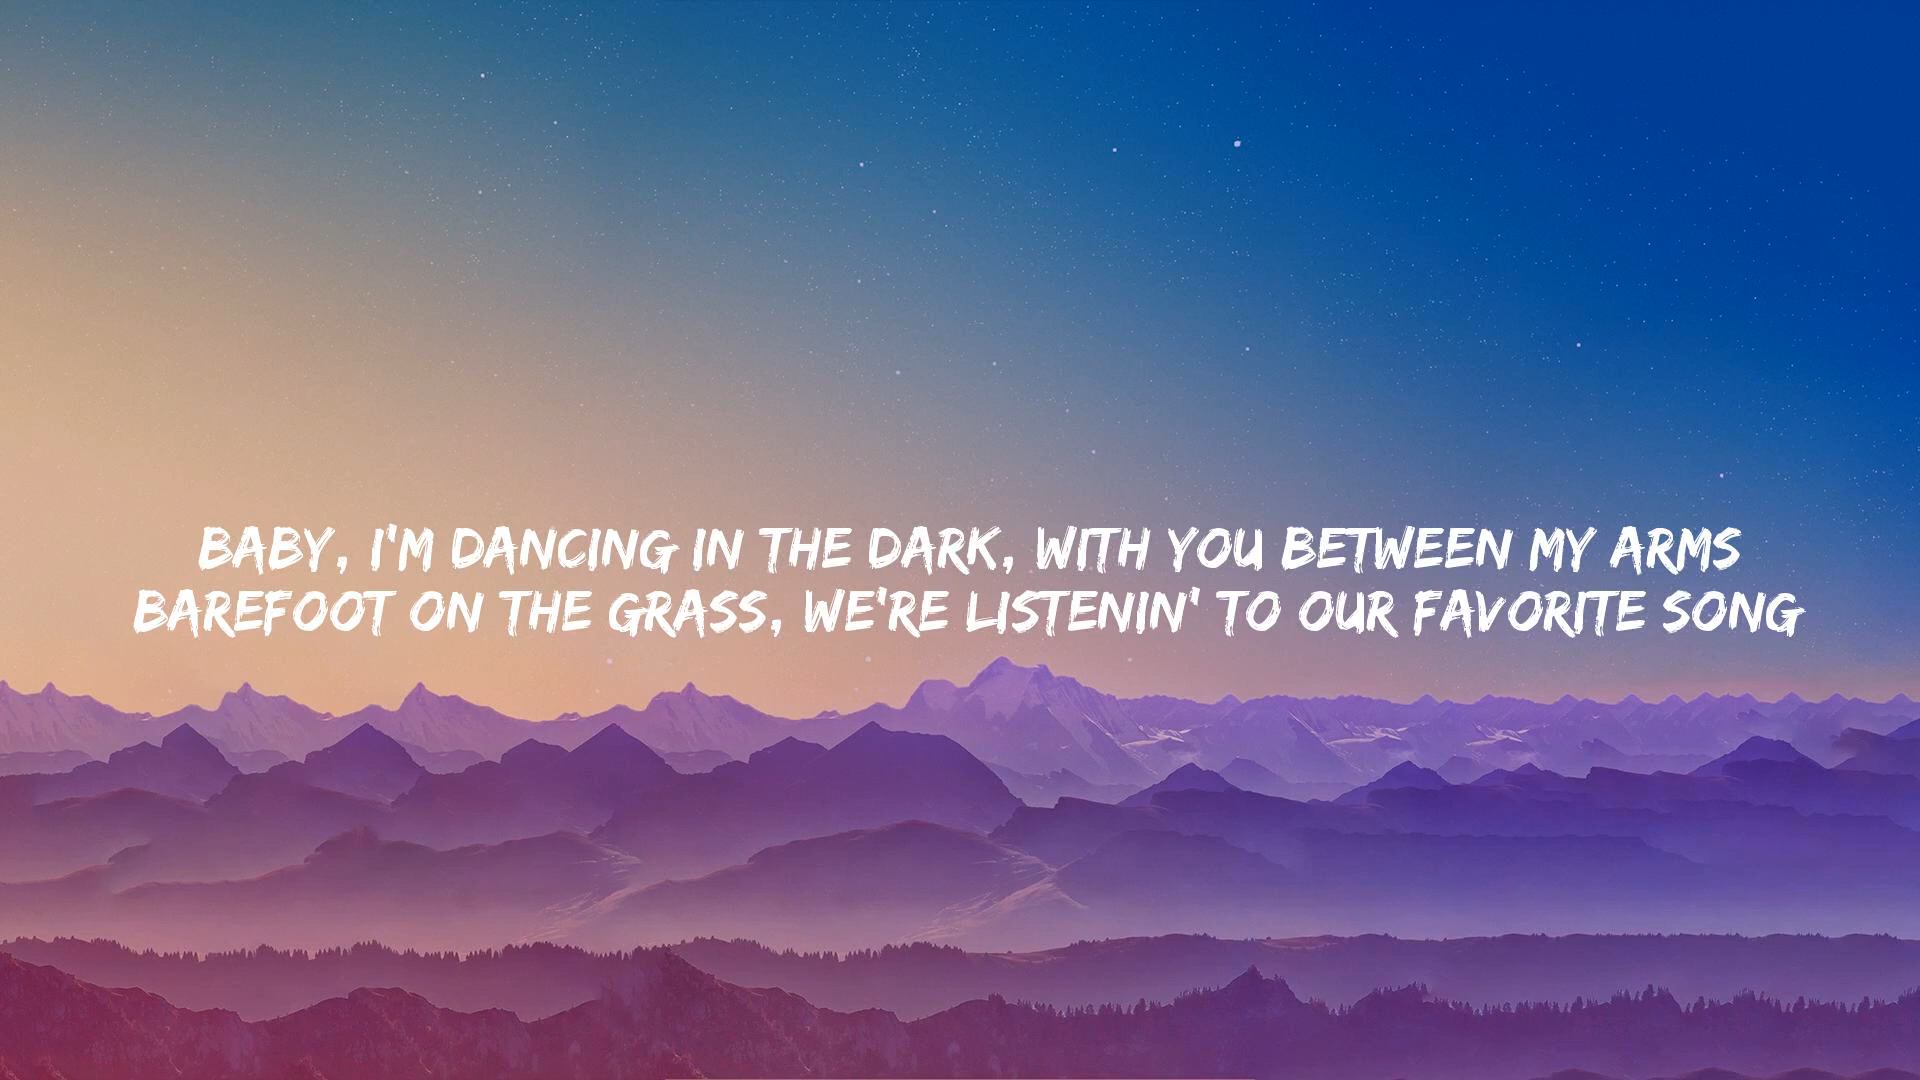 BABY, I'M DANCING IN THE DARK, WITH YOU BETWEEN MY ARMS
BAREFOOT ON THE GRASS, WE'RE LISTENIN' TO OUR FAVORITE SONG